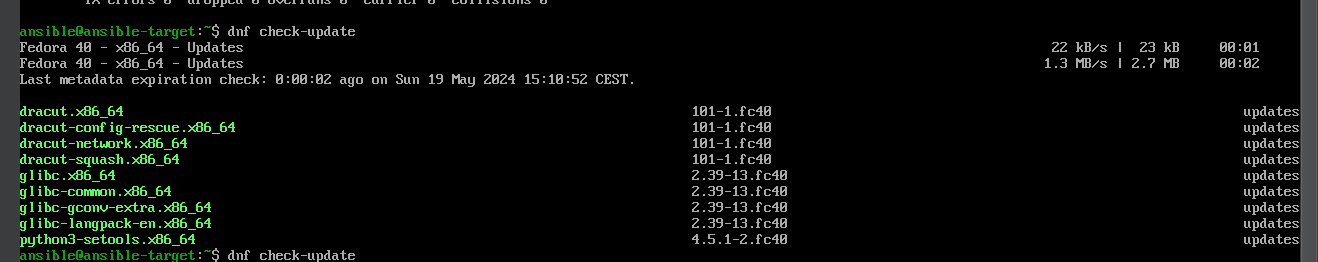 TX errors 0  dropped 0 overruns 0  carrier 0  collisions 0
ansible@ansible-target:~$ dnf check-update
Fedora 40 - x86_64 - Updates 22 kB/s | 23 kB 00:01
Fedora 40 - x86_64 - Updates 1.3 MB/s | 2.7 MB 00:02
Last metadata expiration check: 0:00:02 ago on Sun 19 May 2024 15:10:52 CEST.
dracut.x86_64 101-1.fc40 updates
dracut-config-rescue.x86_64 101-1.fc40 updates
dracut-network.x86_64 101-1.fc40 updates
dracut-squash.x86_64 101-1.fc40 updates
glibc.x86_64 2.39-13.fc40 updates
glibc-common.x86_64 2.39-13.fc40 updates
glibc-gconv-extra.x86_64 2.39-13.fc40 updates
glibc-langpack-en.x86_64 2.39-13.fc40 updates
python3-setools.x86_64 4.5.1-2.fc40 updates
ansible@ansible-target:~$ dnf check-update